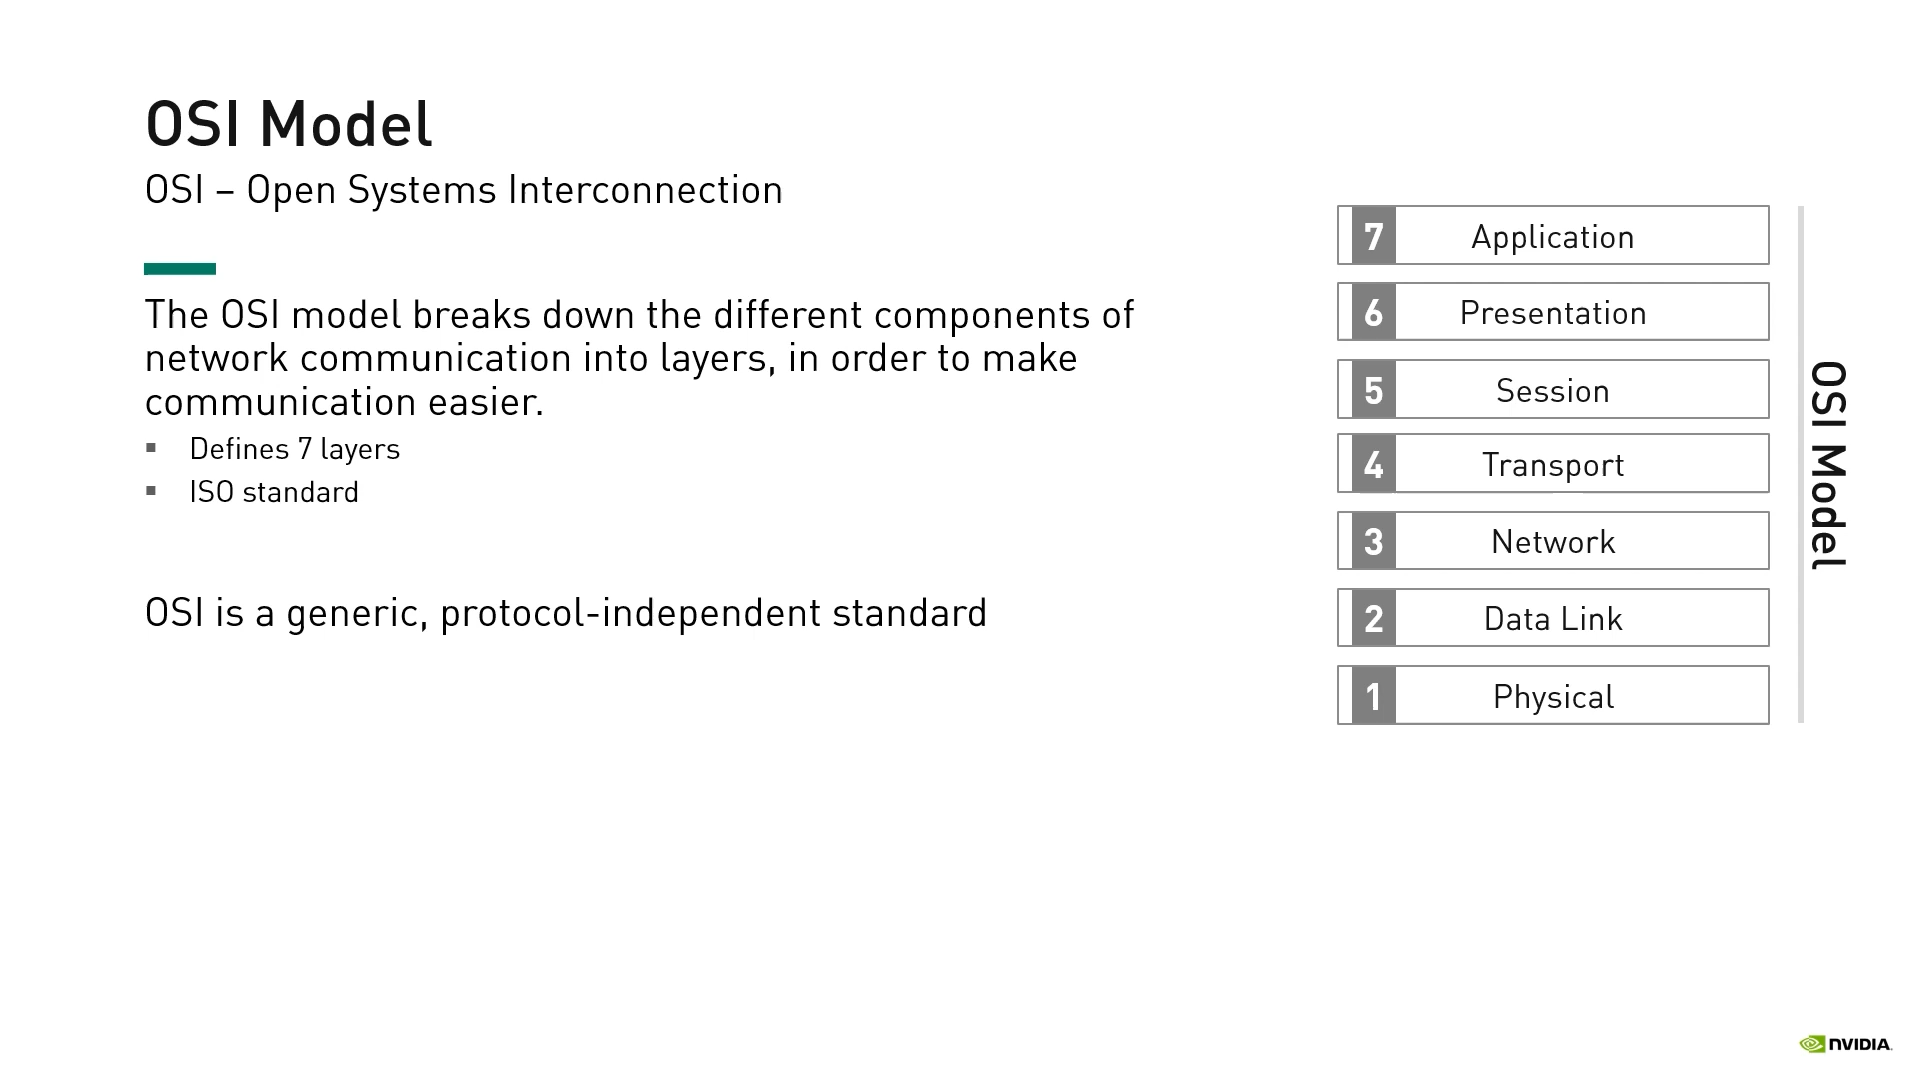 OSI Model
OSI – Open Systems Interconnection
The OSI model breaks down the different components of
network communication into layers, in order to make
communication easier.
▪ Defines 7 layers
▪ ISO standard
OSI is a generic, protocol-independent standard
7 Application
6 Presentation
5 Session
4 Transport
3 Network
2 Data Link
1 Physical
OSI Model
NVIDIA.